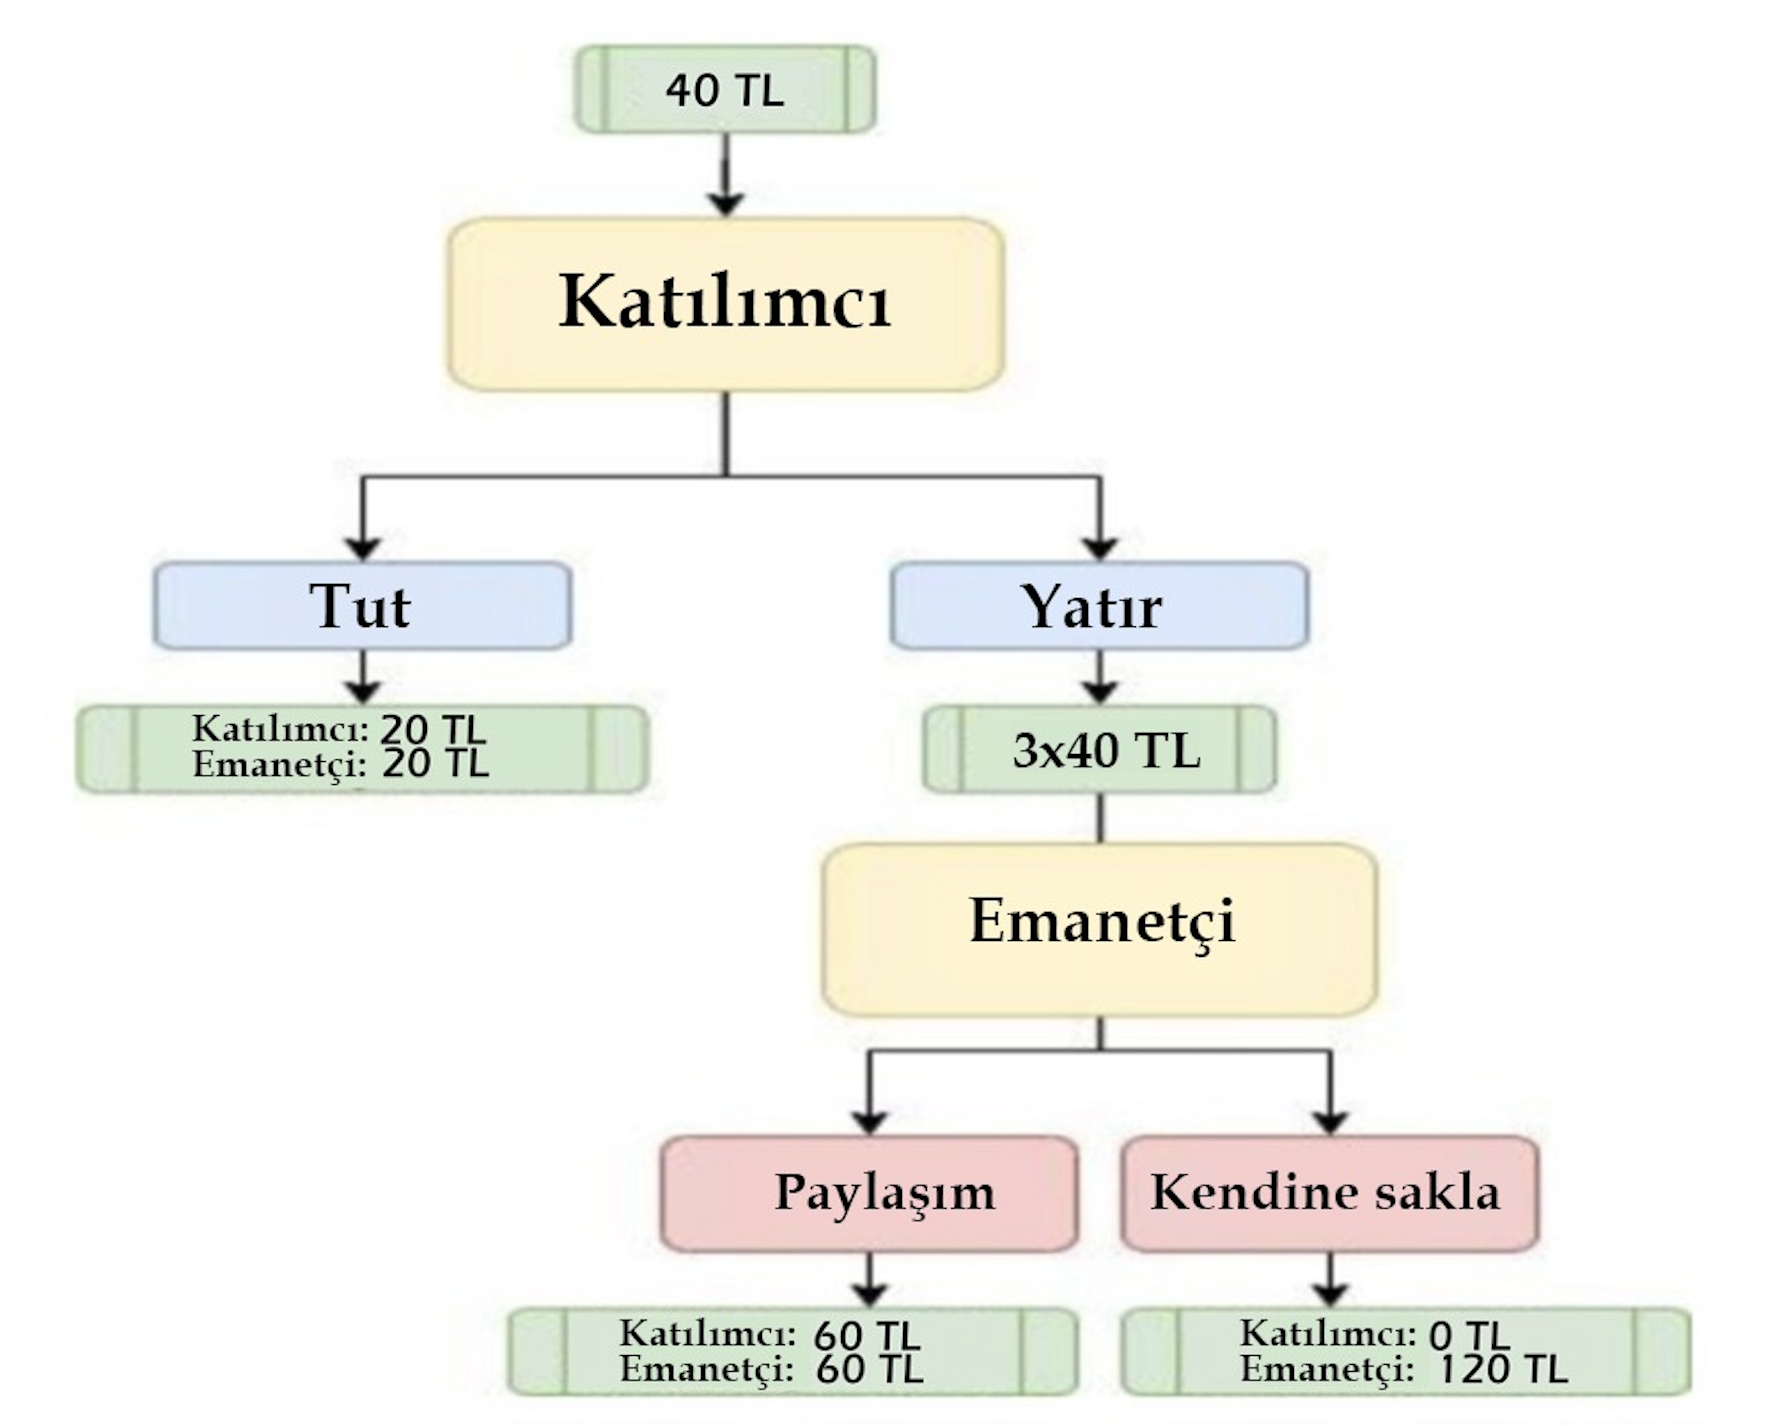 40 TL
Katılımcı
Tut
Yatır
Katılımcı: 20 TL
Emanetçi: 20 TL
3x40 TL
Emanetçi
Paylaşım
Kendine sakla
Katılımcı: 60 TL
Emanetçi: 60 TL
Katılımcı: 0 TL
Emanetçi: 120 TL